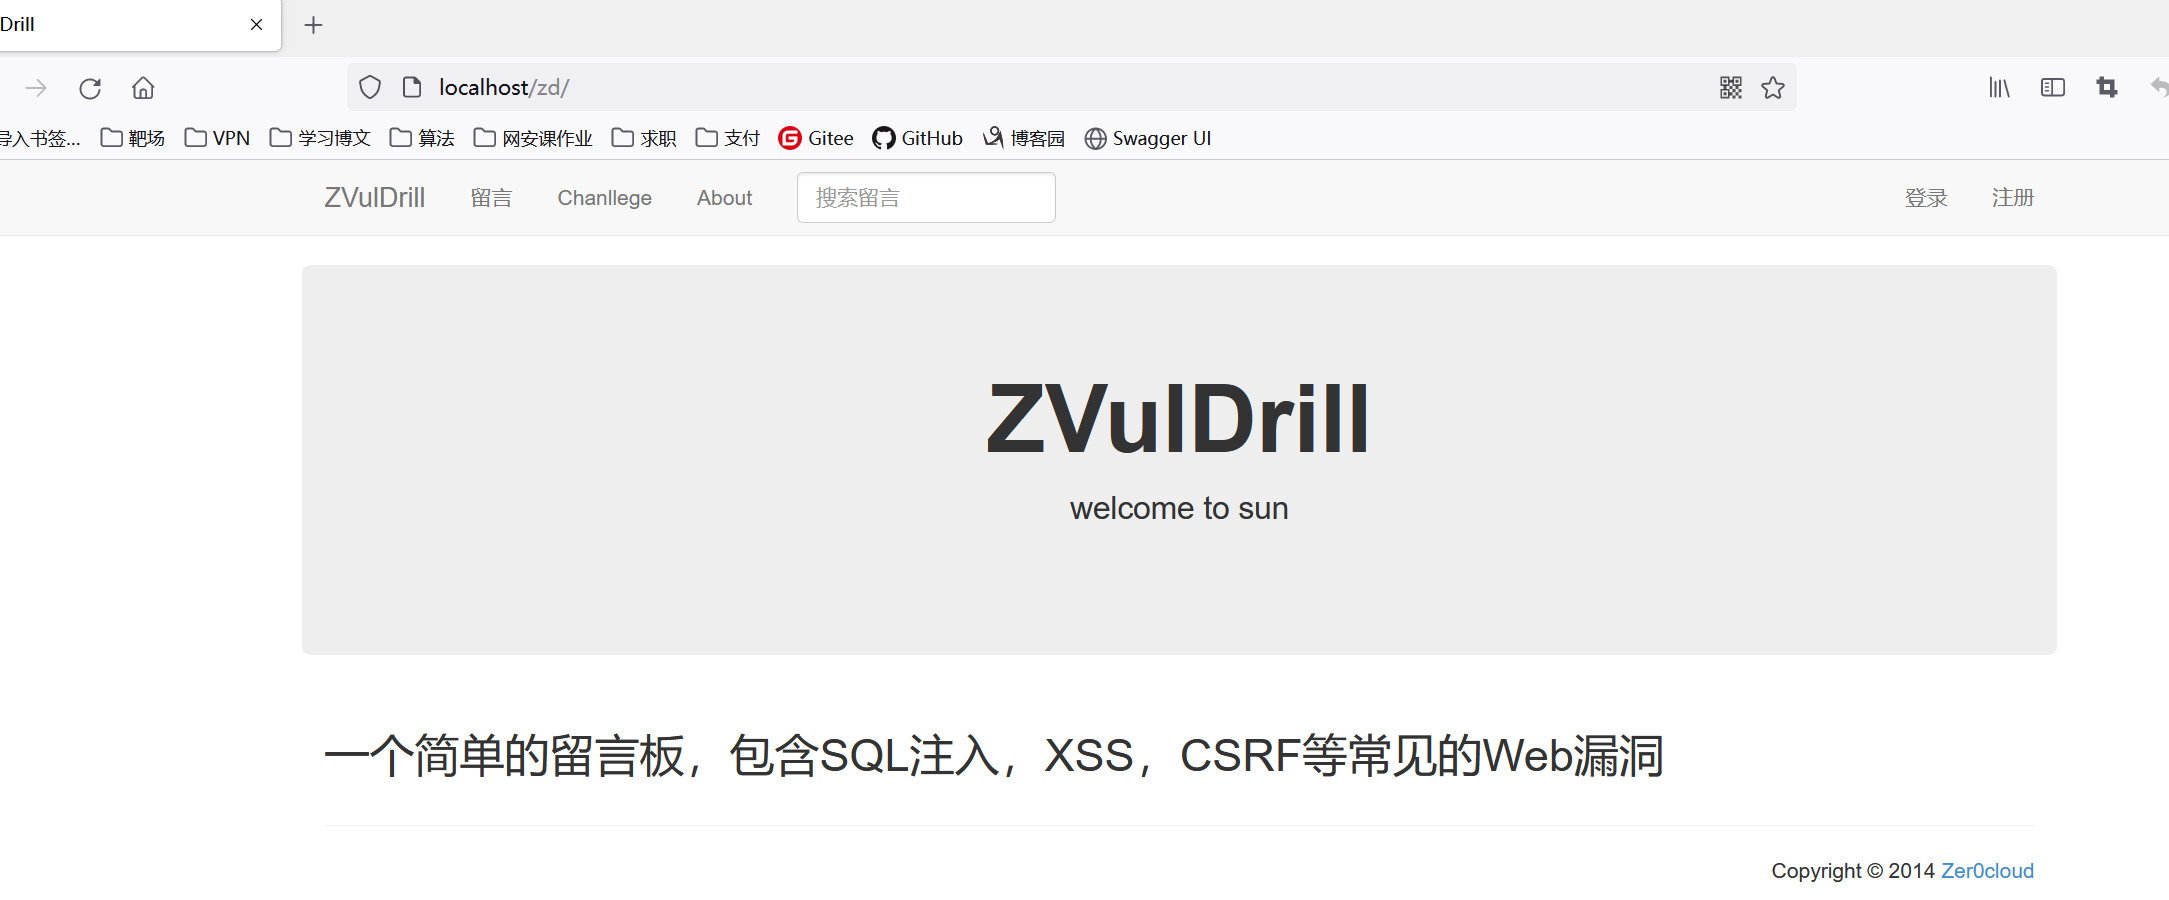 Drill
localhost/zd/
导入书签... 靶场 VPN 学习博文 算法 网安课作业 求职 支付 Gitee GitHub 博客园 Swagger UI
ZVulDrill 留言 Chanllege About 搜索留言 登录 注册
ZVulDrill
welcome to sun
一个简单的留言板，包含SQL注入，XSS，CSRF等常见的Web漏洞
Copyright © 2014 Zer0cloud